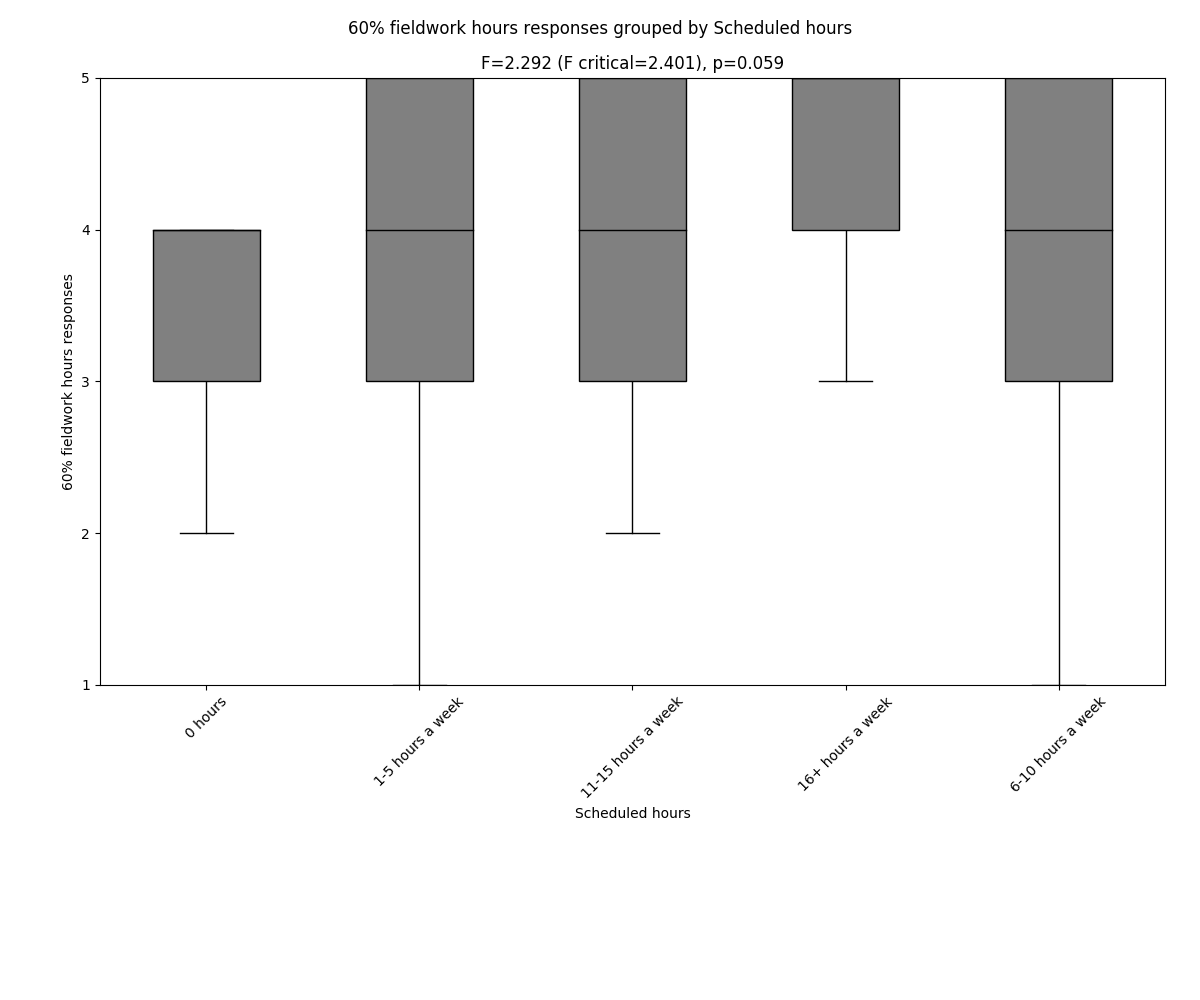 60% fieldwork hours responses grouped by Scheduled hours
F=2.292 (F critical=2.401), p=0.059
60% fieldwork hours responses
5
4
3
2
1
0 hours
1-5 hours a week
11-15 hours a week
16+ hours a week
6-10 hours a week
Scheduled hours